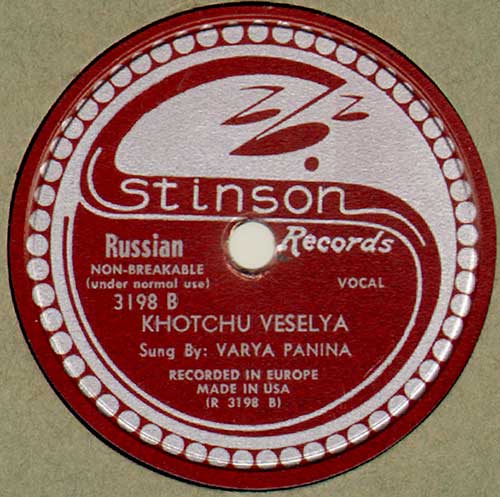 Stinson
Records
Russian
NON-BREAKABLE
(under normal use)
VOCAL
3198 B
KHOTCHU VESELYA
Sung By: VARYA PANINA
RECORDED IN EUROPE
MADE IN USA
(R 3198 B)